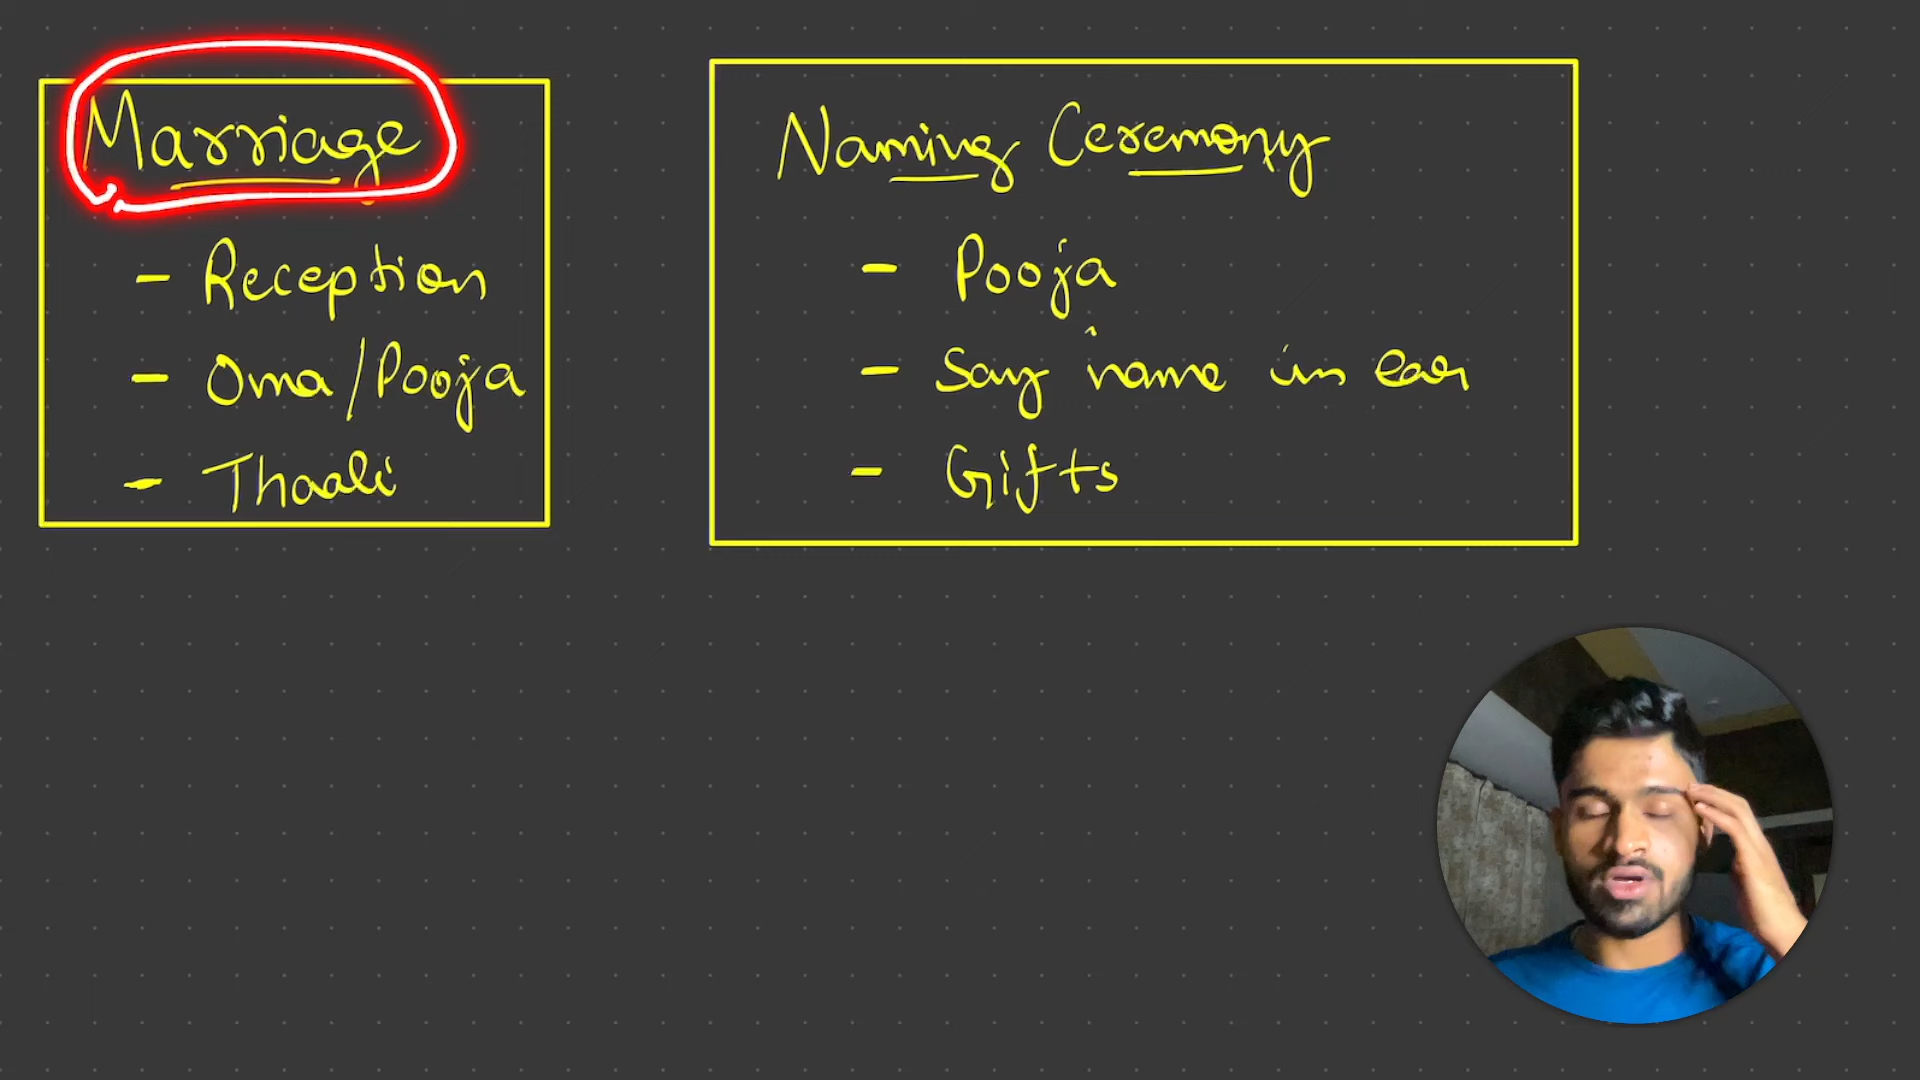 Marriage
- Reception
- Oma/Pooja
- Thaali
Naming Ceremony
- Pooja
- Say name in ear
- Gifts